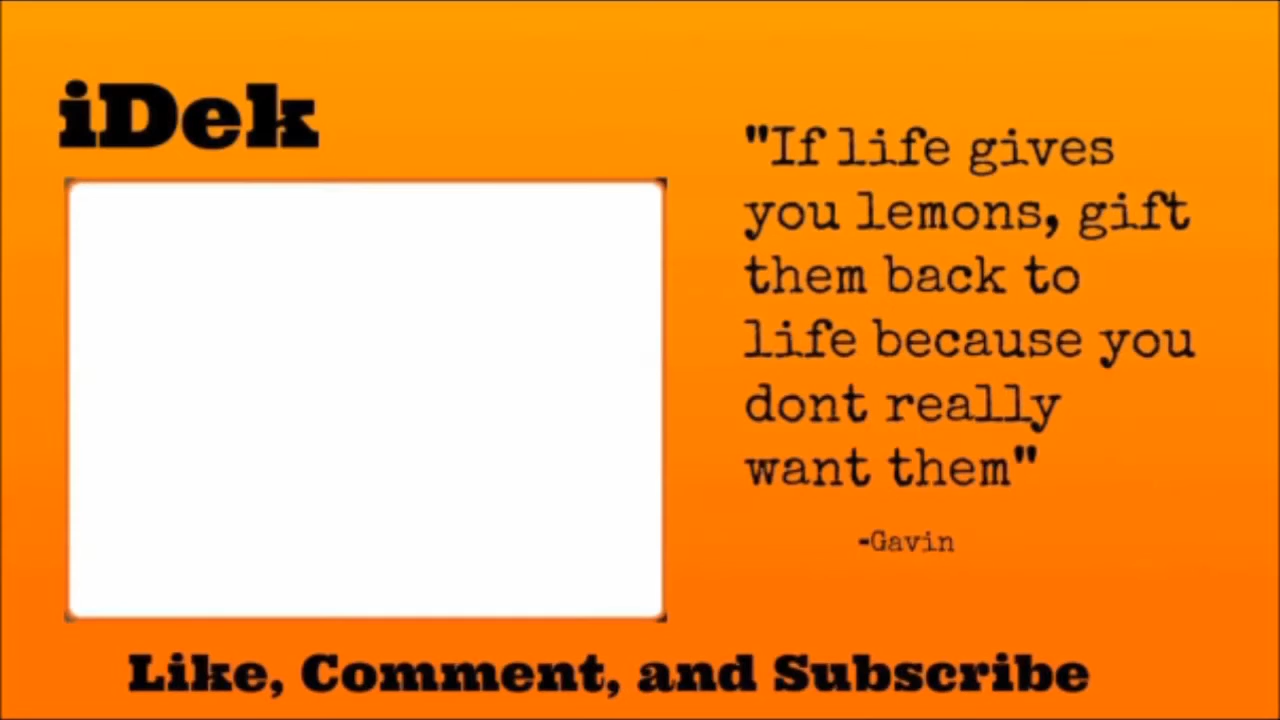 iDek
"If life gives
you lemons, gift
them back to
life because you
dont really
want them"
-Gavin
Like, Comment, and Subscribe